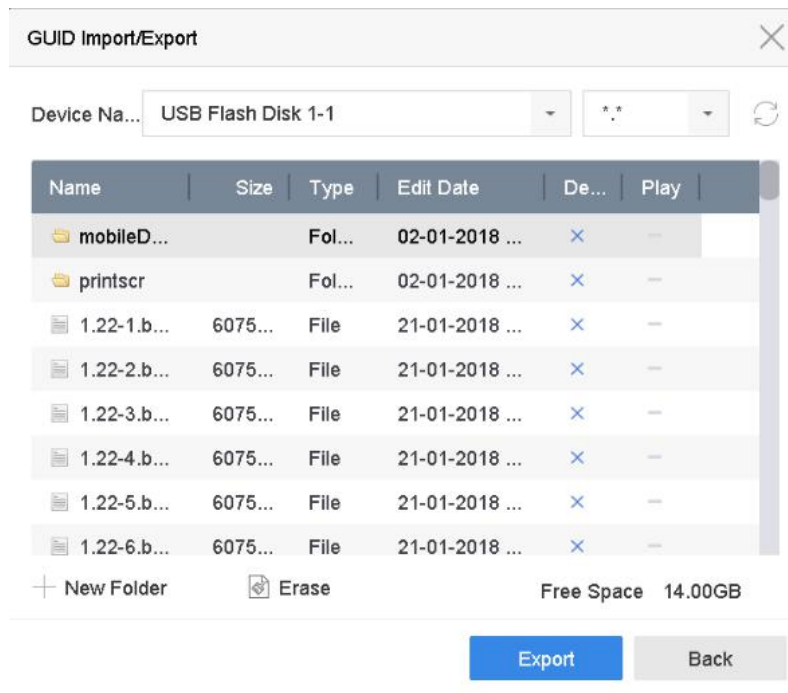 GUID Import/Export
Device Na... USB Flash Disk 1-1 *.*
Name Size Type Edit Date De... Play
mobileD... Fol... 02-01-2018 ...
printscr Fol... 02-01-2018 ...
1.22-1.b... 6075... File 21-01-2018 ...
1.22-2.b... 6075... File 21-01-2018 ...
1.22-3.b... 6075... File 21-01-2018 ...
1.22-4.b... 6075... File 21-01-2018 ...
1.22-5.b... 6075... File 21-01-2018 ...
1.22-6.b... 6075... File 21-01-2018 ...
New Folder Erase Free Space 14.00GB
Export Back